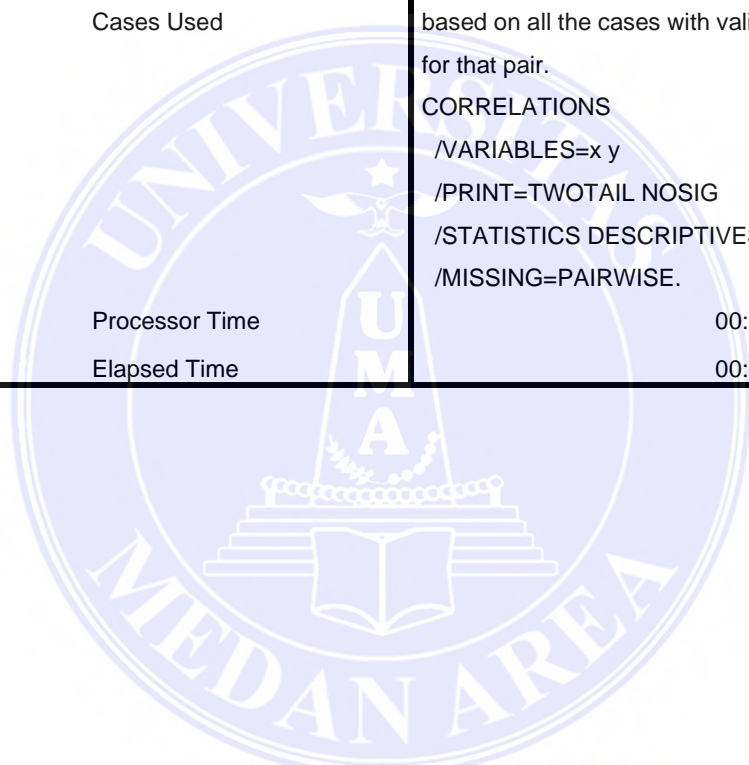 Cases Used
based on all the cases with vali
for that pair.
CORRELATIONS
/VARIABLES=x y
/PRINT=TWOTAIL NOSIG
/STATISTICS DESCRIPTIVES
/MISSING=PAIRWISE.
Processor Time 00:
Elapsed Time 00:
UNIVERSITAS
UMA
MEDAN AREA